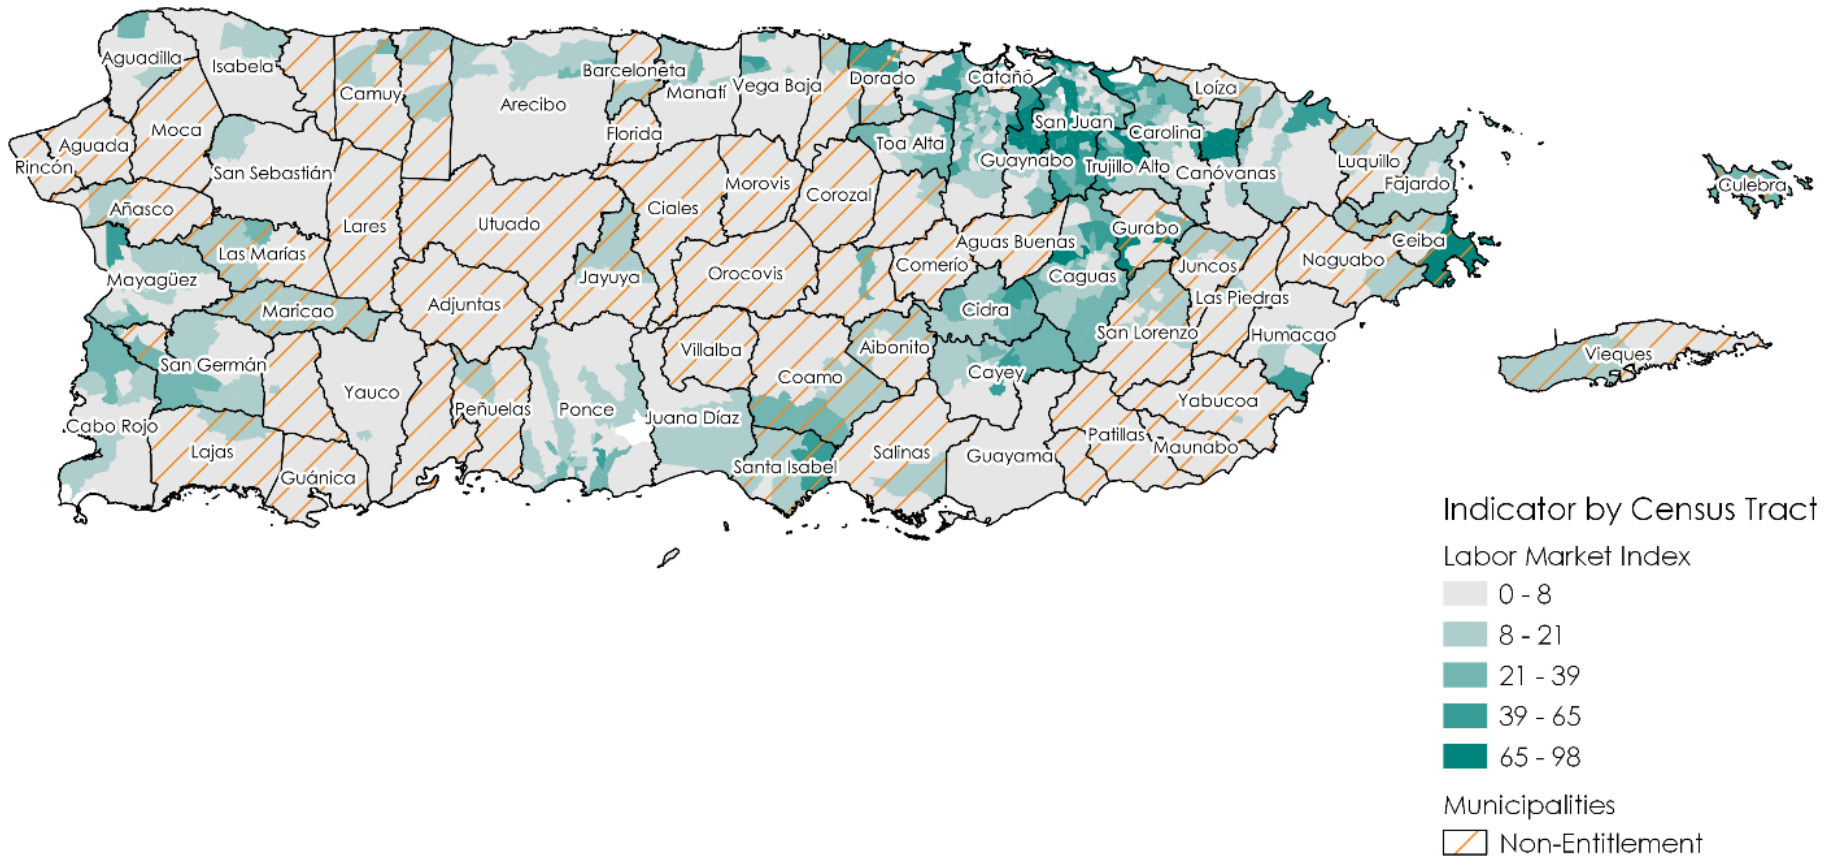 Aguadilla
Isabela
Camuy
Arecibo
Barceloneta
Manatí
Vega Baja
Dorado
Cataño
Loíza
Moca
Aguada
Rincón
San Sebastián
Florida
Toa Alta
San Juan
Carolina
Guaynabo
Trujillo Alto
Canóvanas
Luquillo
Fajardo
Culebra
Añasco
Lares
Utuado
Ciales
Morovis
Corozal
Las Marías
Mayagüez
Maricao
Adjuntas
Jayuya
Orocovis
Comerío
Aguas Buenas
Gurabo
Caguas
Juncos
Naguabo
Ceiba
Cidra
Las Piedras
San Lorenzo
Humacao
San Germán
Yauco
Villalba
Aibonito
Coamo
Cayey
Vieques
Cabo Rojo
Peñuelas
Ponce
Juana Díaz
Yabucoa
Lajas
Guánica
Santa Isabel
Salinas
Guayama
Patillas
Maunabo
Indicator by Census Tract
Labor Market Index
0 - 8
8 - 21
21 - 39
39 - 65
65 - 98
Municipalities
Non-Entitlement